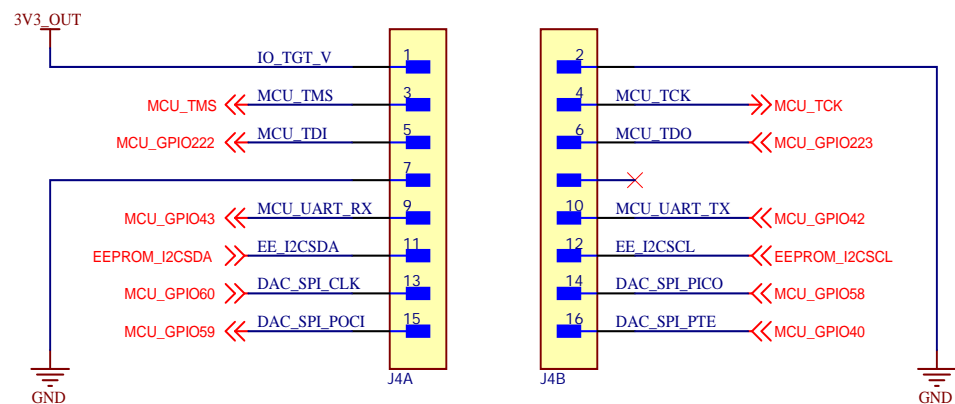 3V3_OUT
IO_TGT_V 1 2
MCU_TMS MCU_TMS 3 4 MCU_TCK MCU_TCK
MCU_GPIO222 MCU_TDI 5 6 MCU_TDO MCU_GPIO223
7
MCU_GPIO43 MCU_UART_RX 9 10 MCU_UART_TX MCU_GPIO42
EEPROM_I2CSDA EE_I2CSDA 11 12 EE_I2CSCL EEPROM_I2CSCL
MCU_GPIO60 DAC_SPI_CLK 13 14 DAC_SPI_PICO MCU_GPIO58
MCU_GPIO59 DAC_SPI_POCI 15 16 DAC_SPI_PTE MCU_GPIO40
J4A J4B
GND GND